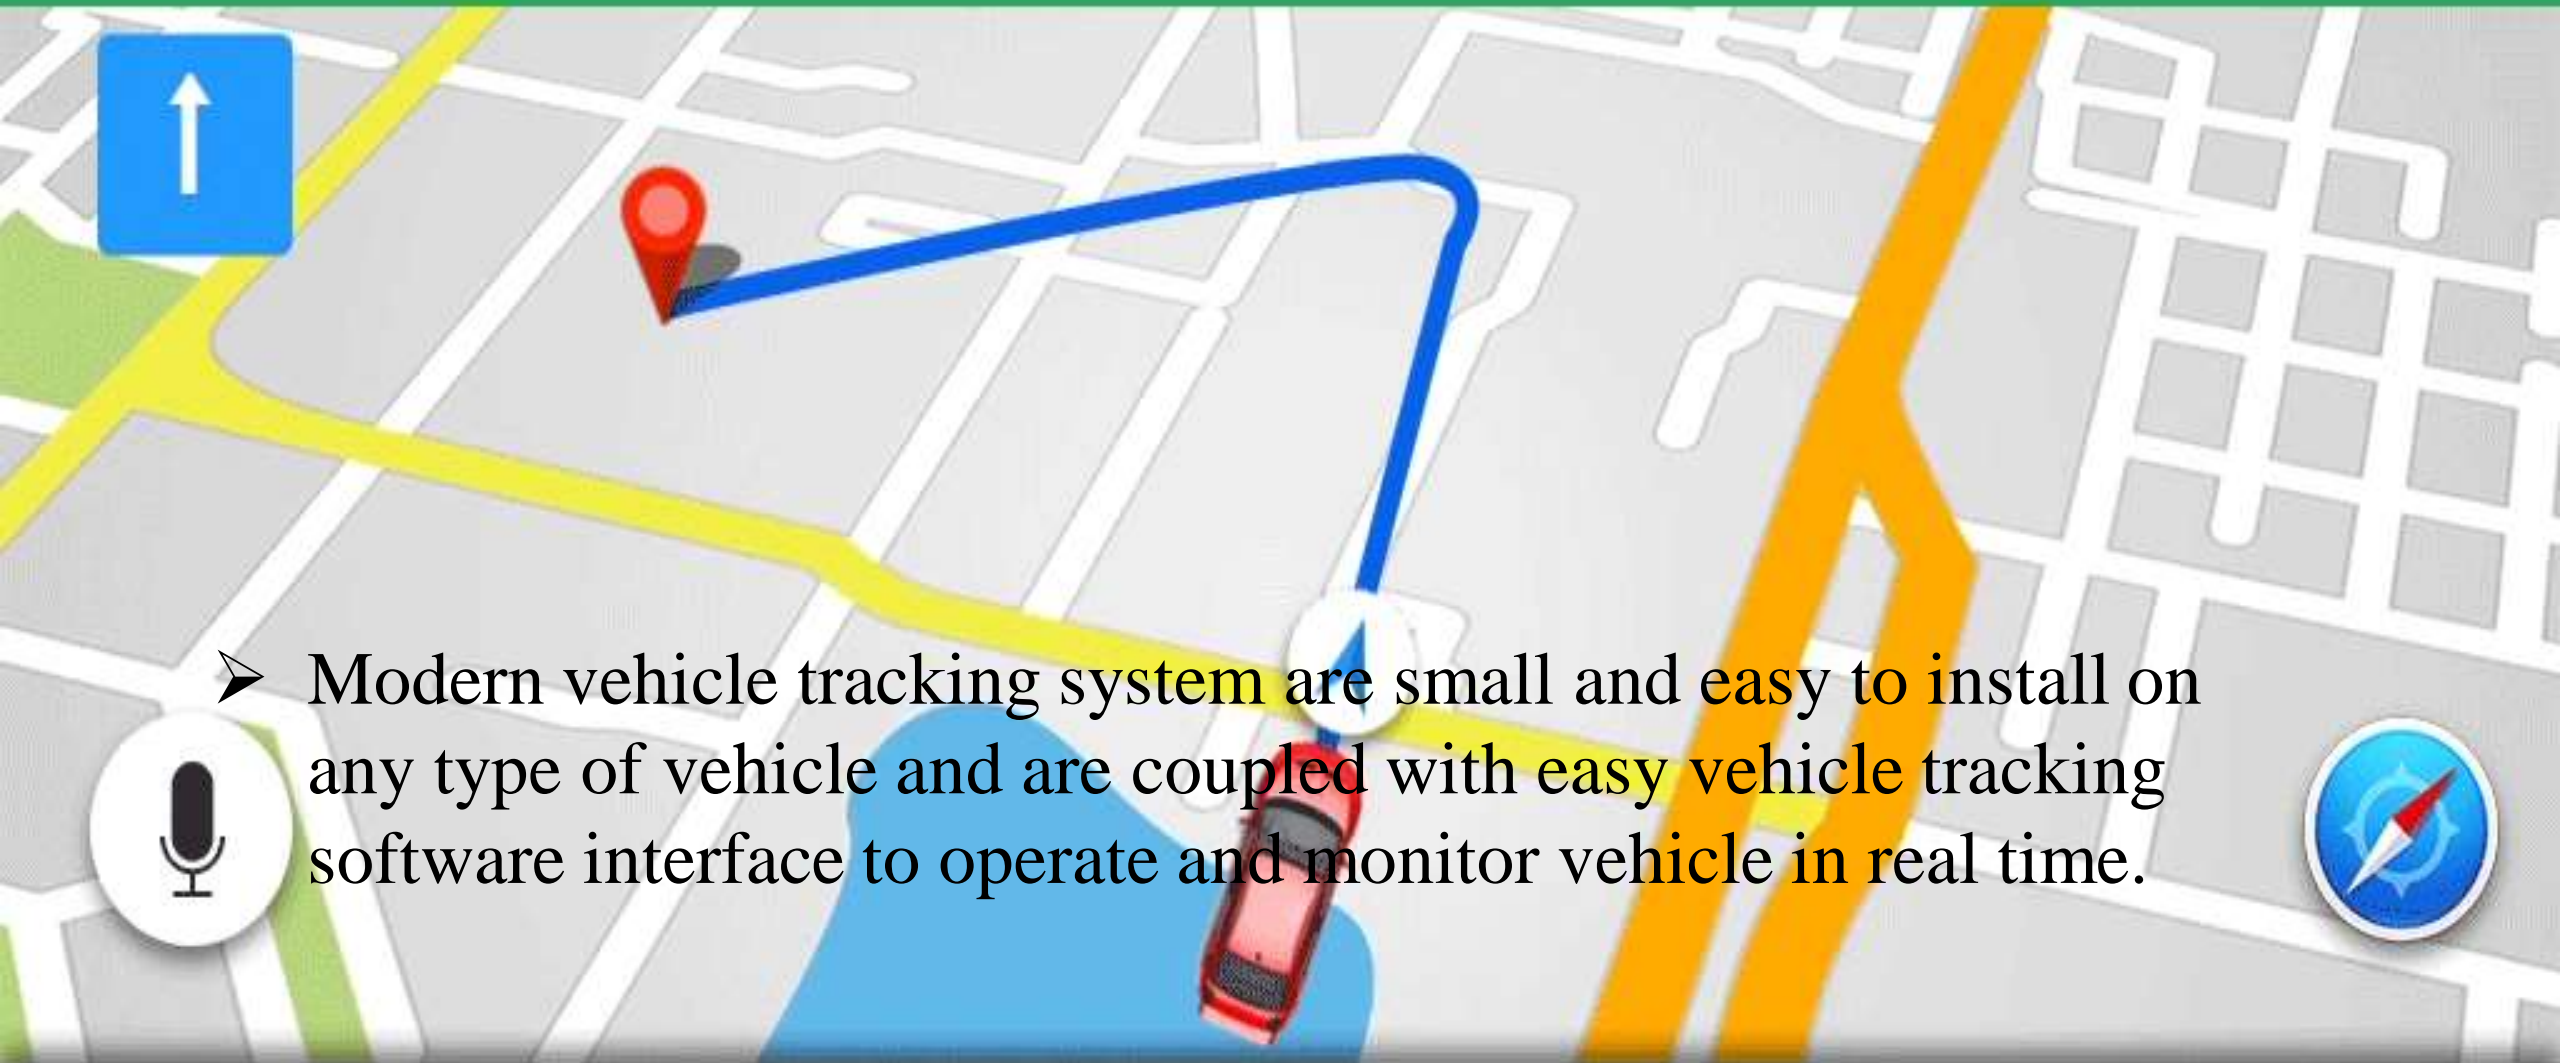 ➢ Modern vehicle tracking system are small and easy to install on
any type of vehicle and are coupled with easy vehicle tracking
software interface to operate and monitor vehicle in real time.